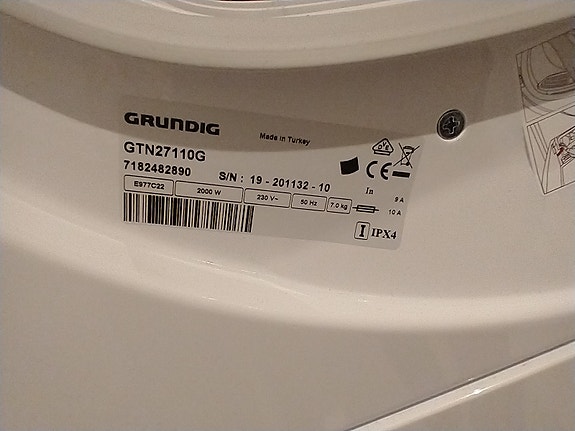 GRUNDIG
Made in Turkey
GTN27110G
7182482890
S/N : 19 - 201132 - 10
E977C22 2000 W 230 V~ 50 Hz 7.0 kg
In 9 A
10 A
IPX4